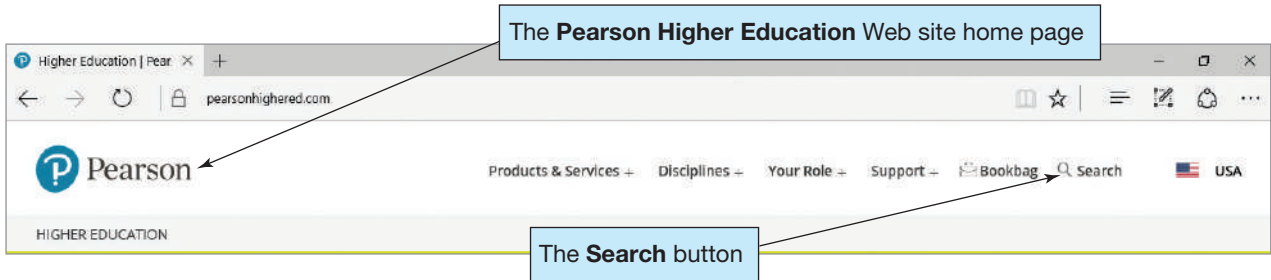 The Pearson Higher Education Web site home page
Higher Education | Pear
pearsonhighered.com
Pearson
Products & Services + Disciplines + Your Role + Support + Bookbag Search USA
HIGHER EDUCATION
The Search button